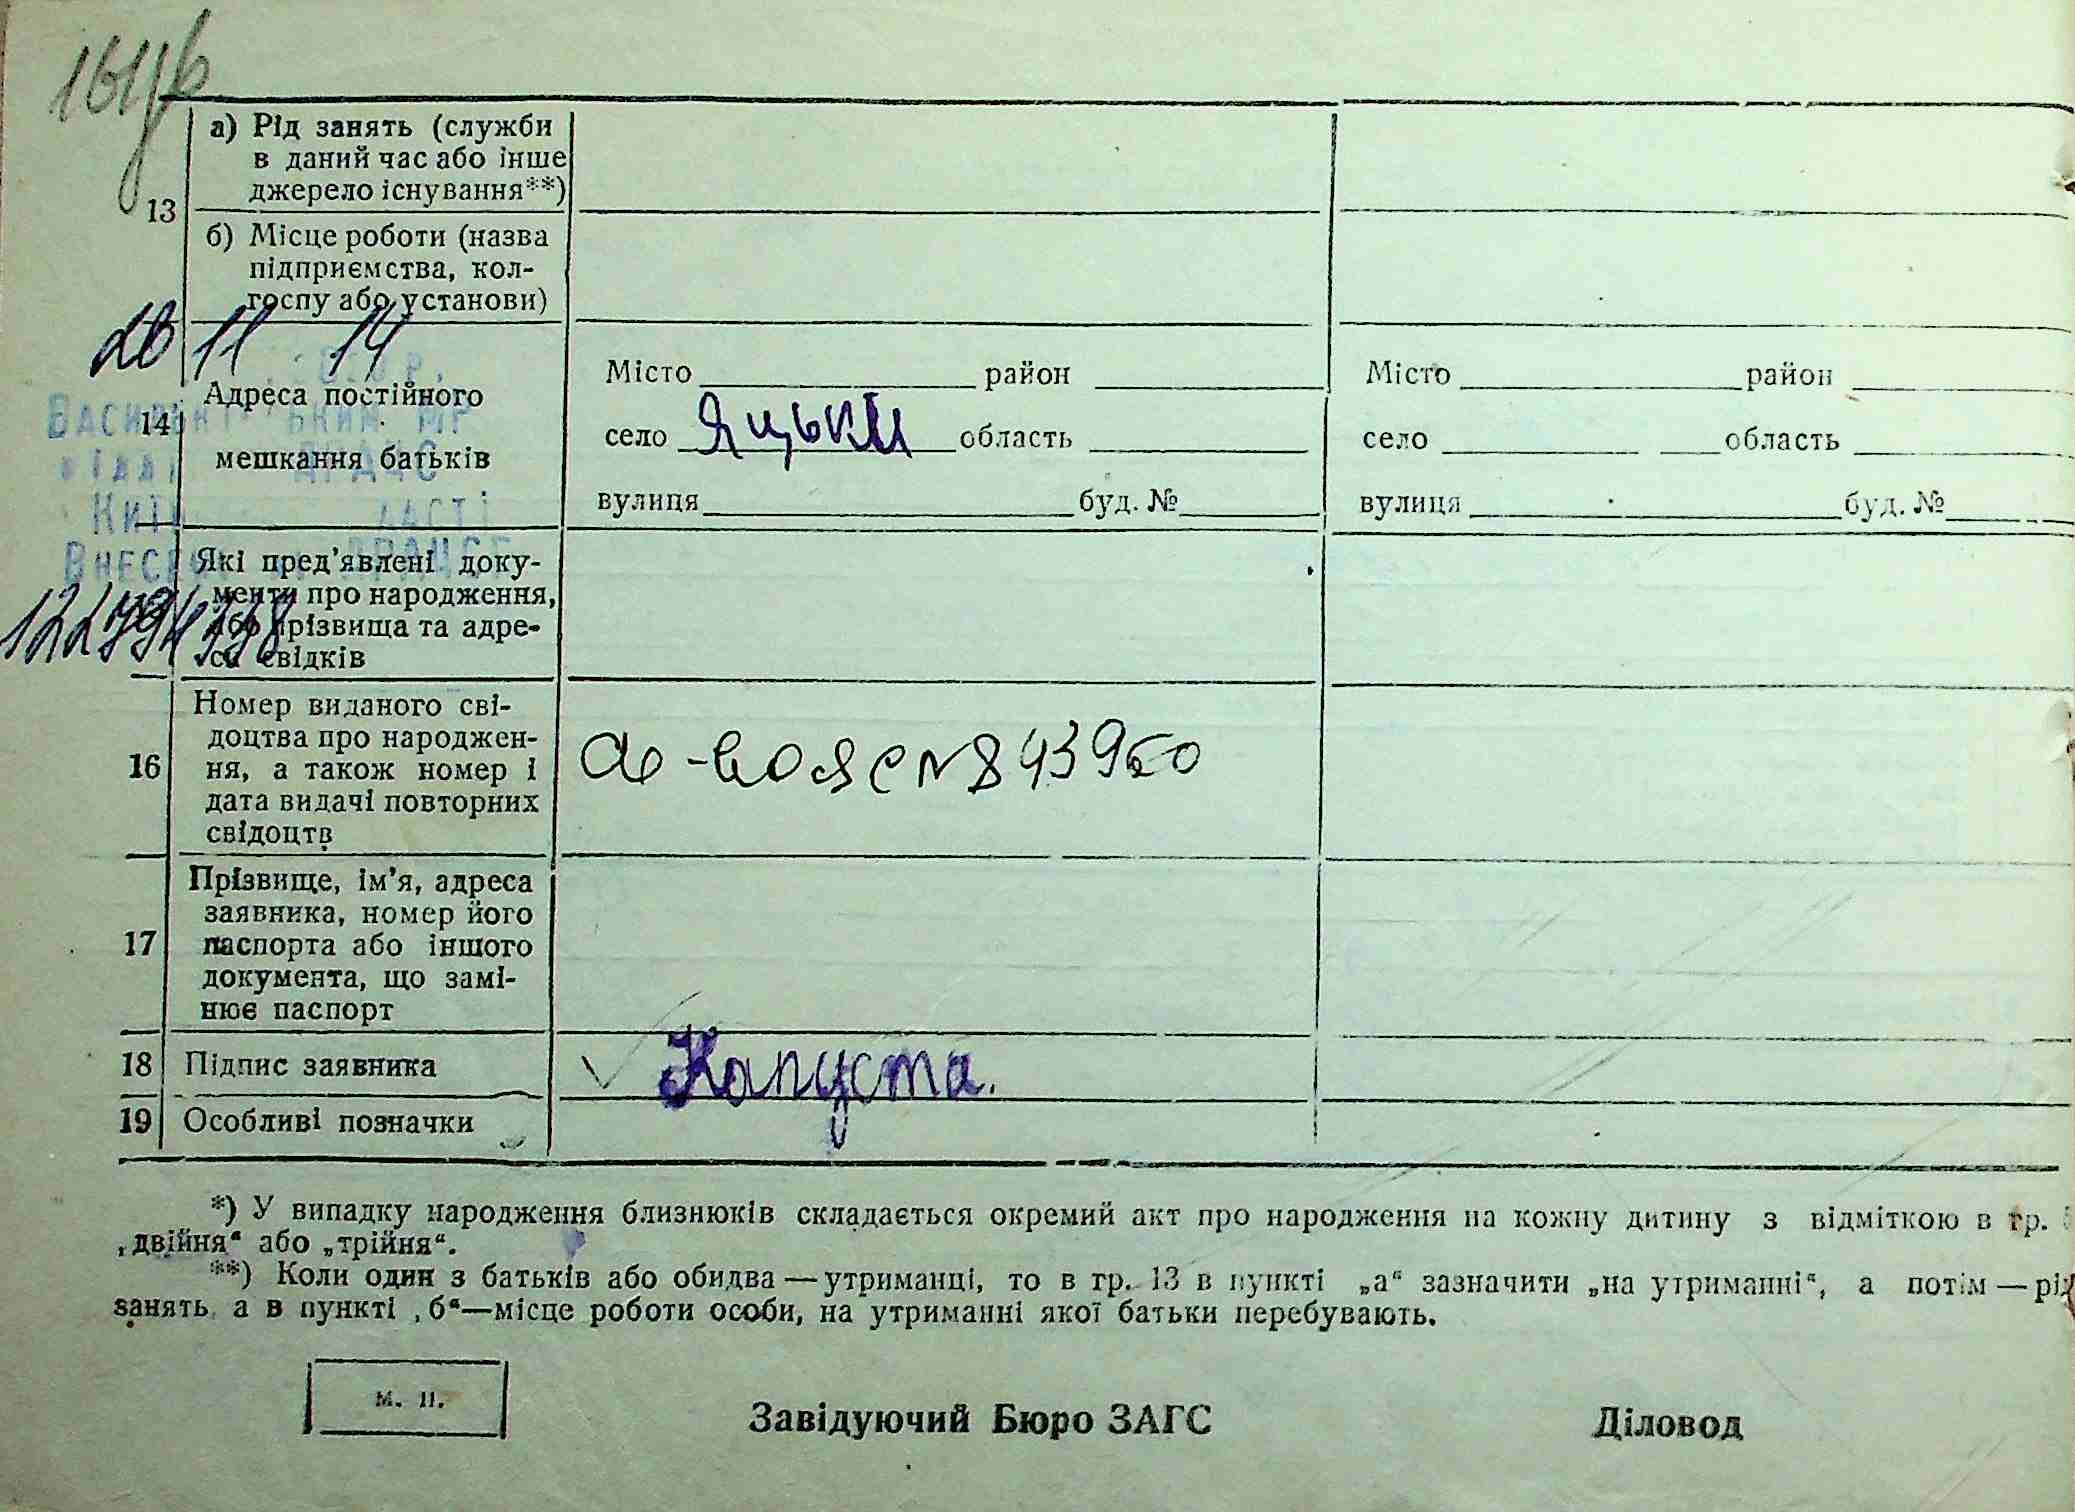 13
а) Рід занять (служби
в даний час або інше
джерело існування**)
б) Місце роботи (назва
підприємства, кол-
госпу або установи)
11 14
14
Адреса постійного
мешкання батьків
Місто район
село Яцьки область
вулиця буд. №
Місто район
село область
вулиця буд. №
Які пред'явлені доку-
менти про народження,
або прізвища та адре-
си свідків
16
Номер виданого сві-
доцтва про народжен-
ня, а також номер і
дата видачі повторних
свідоцтв
17
Прізвище, ім'я, адреса
заявника, номер його
паспорта або іншого
документа, що замі-
нює паспорт
18 Підпис заявника Капуста.
19 Особливі позначки
*) У випадку народження близнюків складається окремий акт про народження на кожну дитину з відміткою в гр.
„двійня“ або „трійня“.
**) Коли один з батьків або обидва — утриманці, то в гр. 13 в пункті „а“ зазначити „на утриманні“, а потім — рід
занять, а в пункті „б“—місце роботи особи, на утриманні якої батьки перебувають.
м. п.
Завідуючий Бюро ЗАГС Діловод